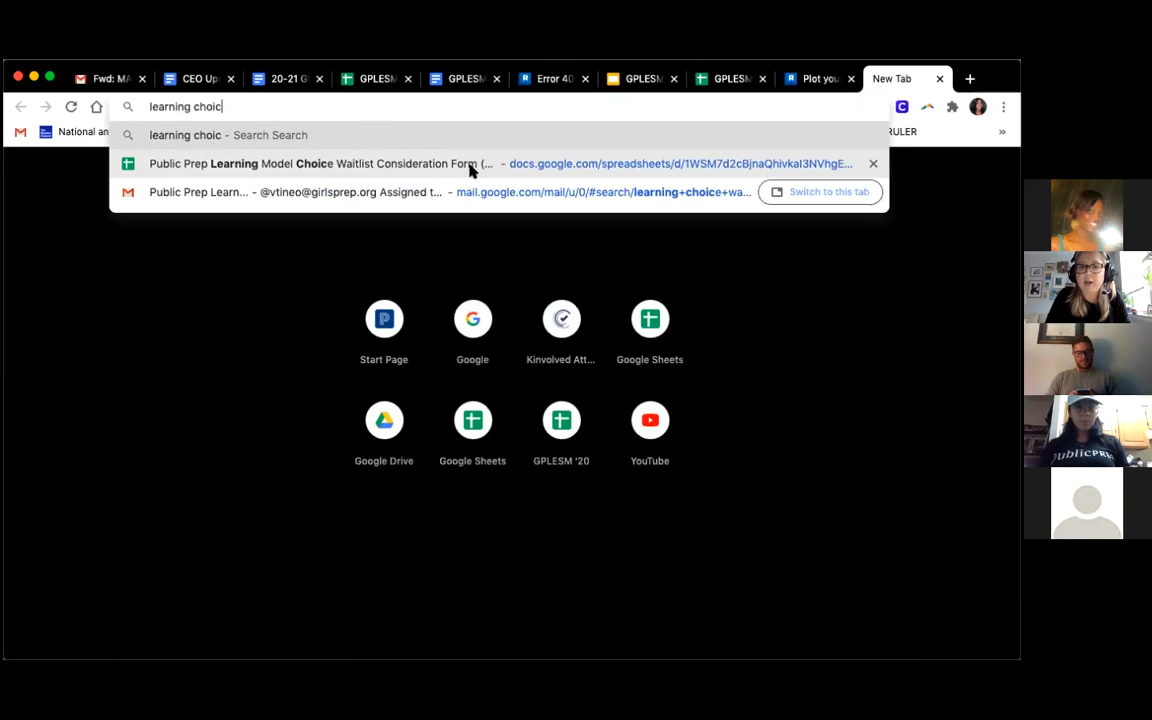 Fwd: MA
CEO Up
20-21 G
GPLESM
GPLESM
Error 40
GPLESM
GPLESM
Plot you
New Tab
learning choic
National an
RULER
learning choic - Search Search
Public Prep Learning Model Choice Waitlist Consideration Form (... - docs.google.com/spreadsheets/d/1WSM7d2cBjnaQhivkaI3NVhgE...
Public Prep Learn... - @vtineo@girlsprep.org Assigned t... - mail.google.com/mail/u/0/#search/learning+choice+wa... Switch to this tab
Start Page
Google
Kinvolved Att...
Google Sheets
Google Drive
Google Sheets
GPLESM '20
YouTube